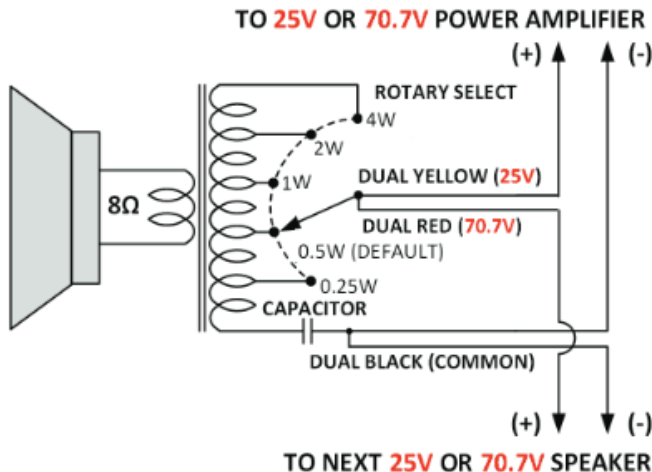 TO 25V OR 70.7V POWER AMPLIFIER
(+)
(-)
ROTARY SELECT
4W
2W
1W
DUAL YELLOW (25V)
8Ω
DUAL RED (70.7V)
0.5W (DEFAULT)
0.25W
CAPACITOR
DUAL BLACK (COMMON)
(+)
(-)
TO NEXT 25V OR 70.7V SPEAKER